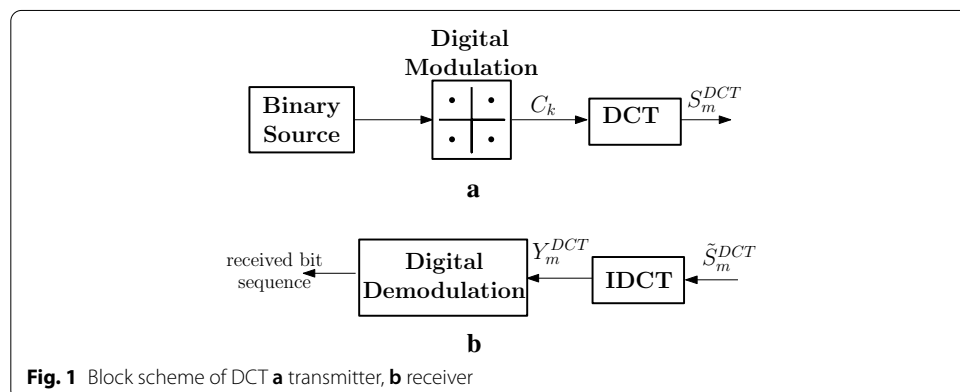 Digital
Modulation
Binary
Source
C_k
DCT
S_m^{DCT}
a
received bit
sequence
Digital
Demodulation
Y_m^{DCT}
IDCT
\tilde{S}_m^{DCT}
b
Fig. 1 Block scheme of DCT a transmitter, b receiver